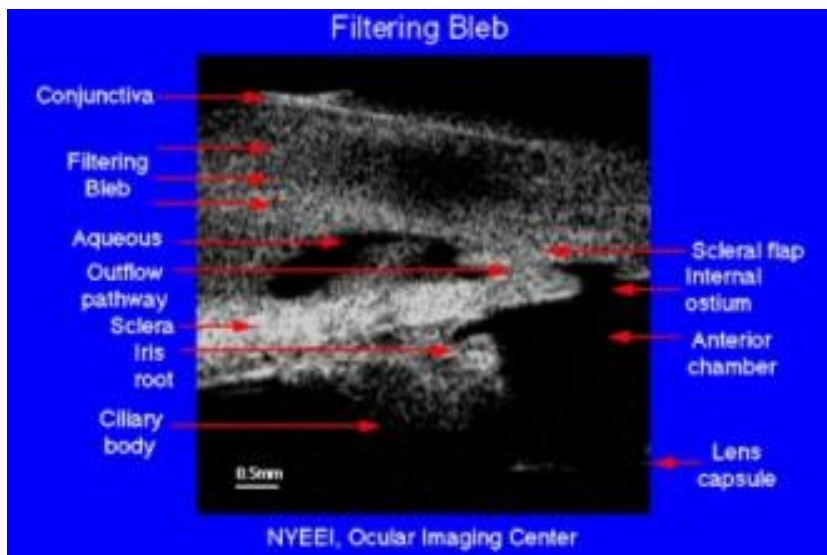 Filtering Bleb
Conjunctiva
Filtering
Bleb
Aqueous
Outflow
pathway
Sclera
Iris
root
Ciliary
body
Scleral flap
Internal
ostium
Anterior
chamber
Lens
capsule
0.5mm
NYEEI, Ocular Imaging Center